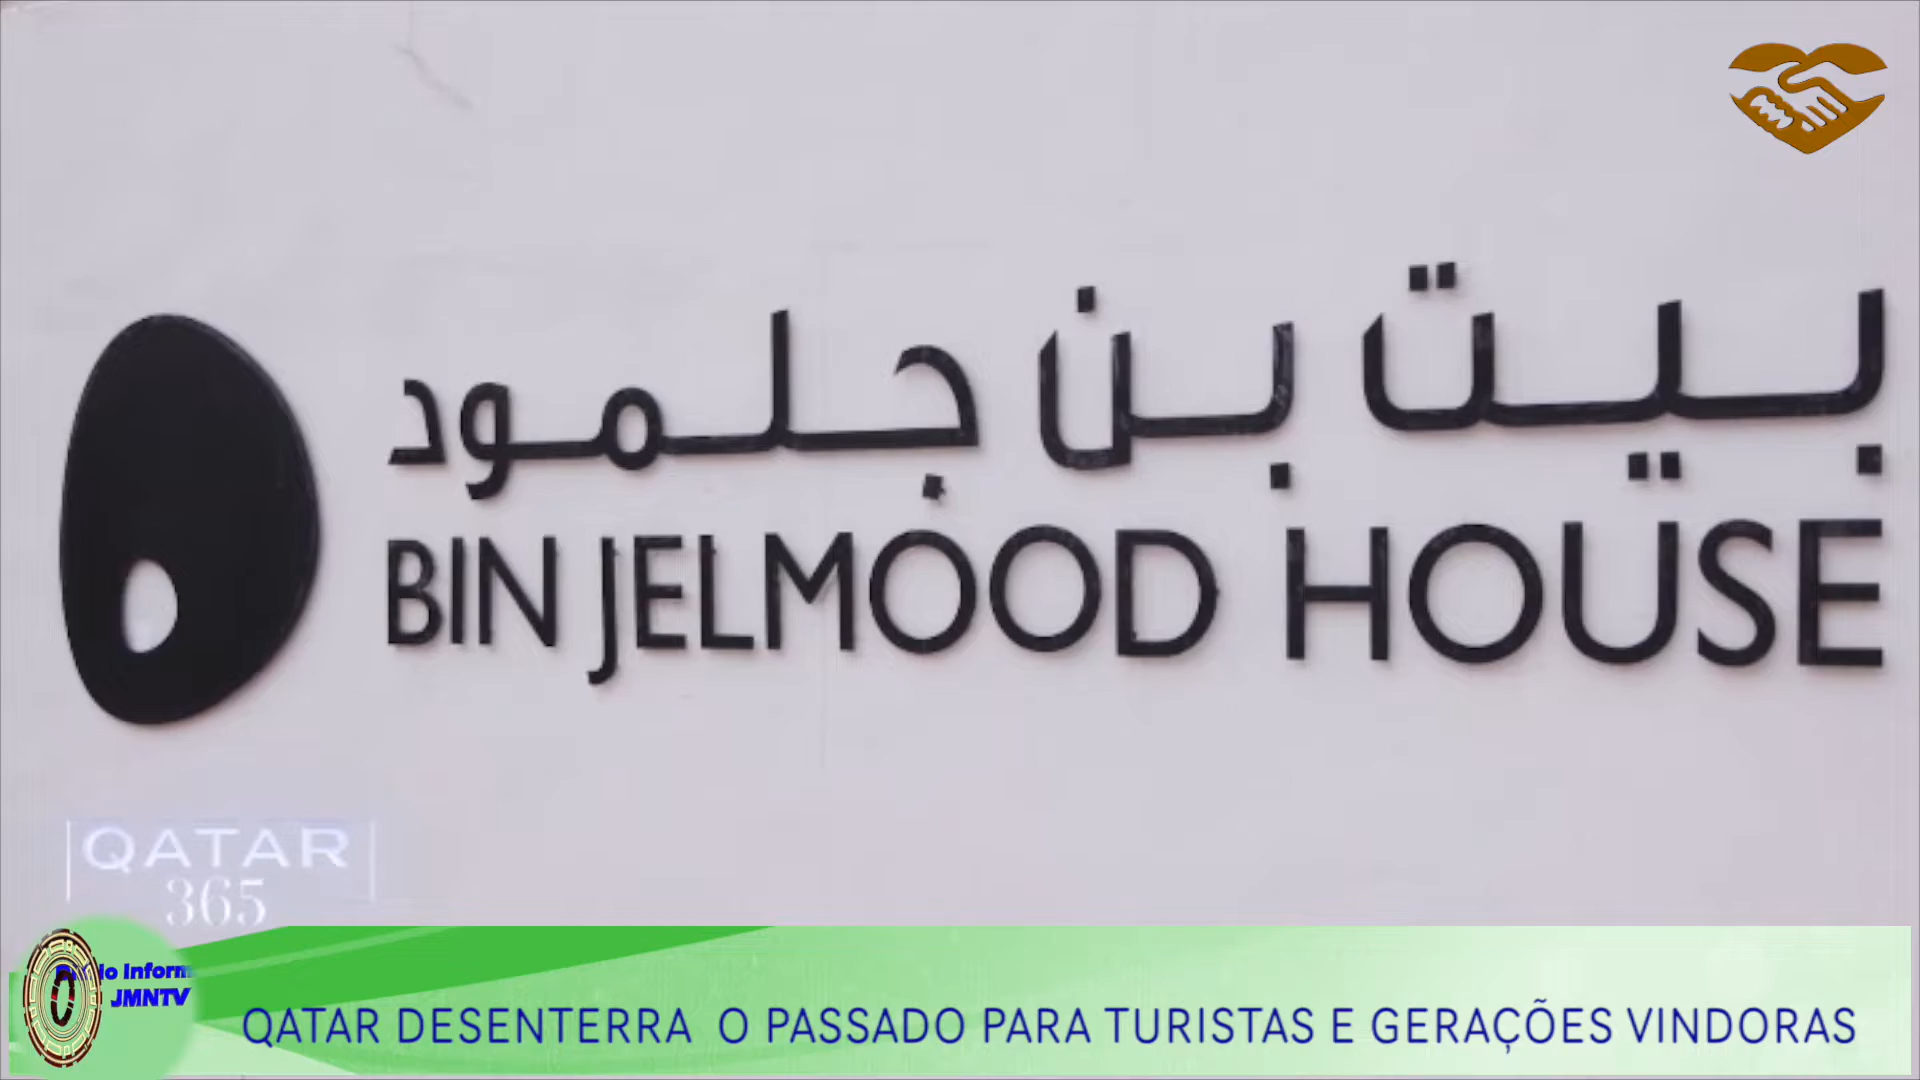 بيت بن جلمود
BIN JELMOOD HOUSE
QATAR
365
JMNTV
QATAR DESENTERRA O PASSADO PARA TURISTAS E GERAÇÕES VINDORAS